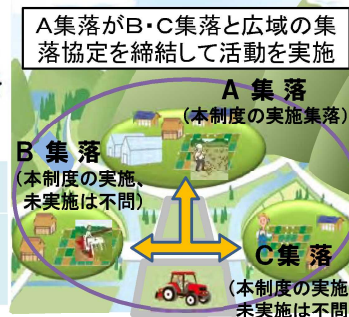 A集落がB・C集落と広域の集
落協定を締結して活動を実施
A 集 落
(本制度の実施集落)
B 集 落
(本制度の実施、
未実施は不問)
C集 落
(本制度の実施
未実施は不問